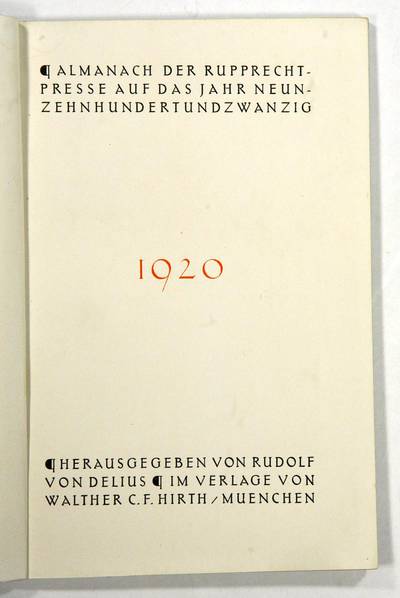 ¶ ALMANACH DER RUPPRECHT-
PRESSE AUF DAS JAHR NEUN-
ZEHNHUNDERTUNDZWANZIG
1920
¶ HERAUSGEGEBEN VON RUDOLF
VON DELIUS ¶ IM VERLAGE VON
WALTHER C. F. HIRTH / MUENCHEN